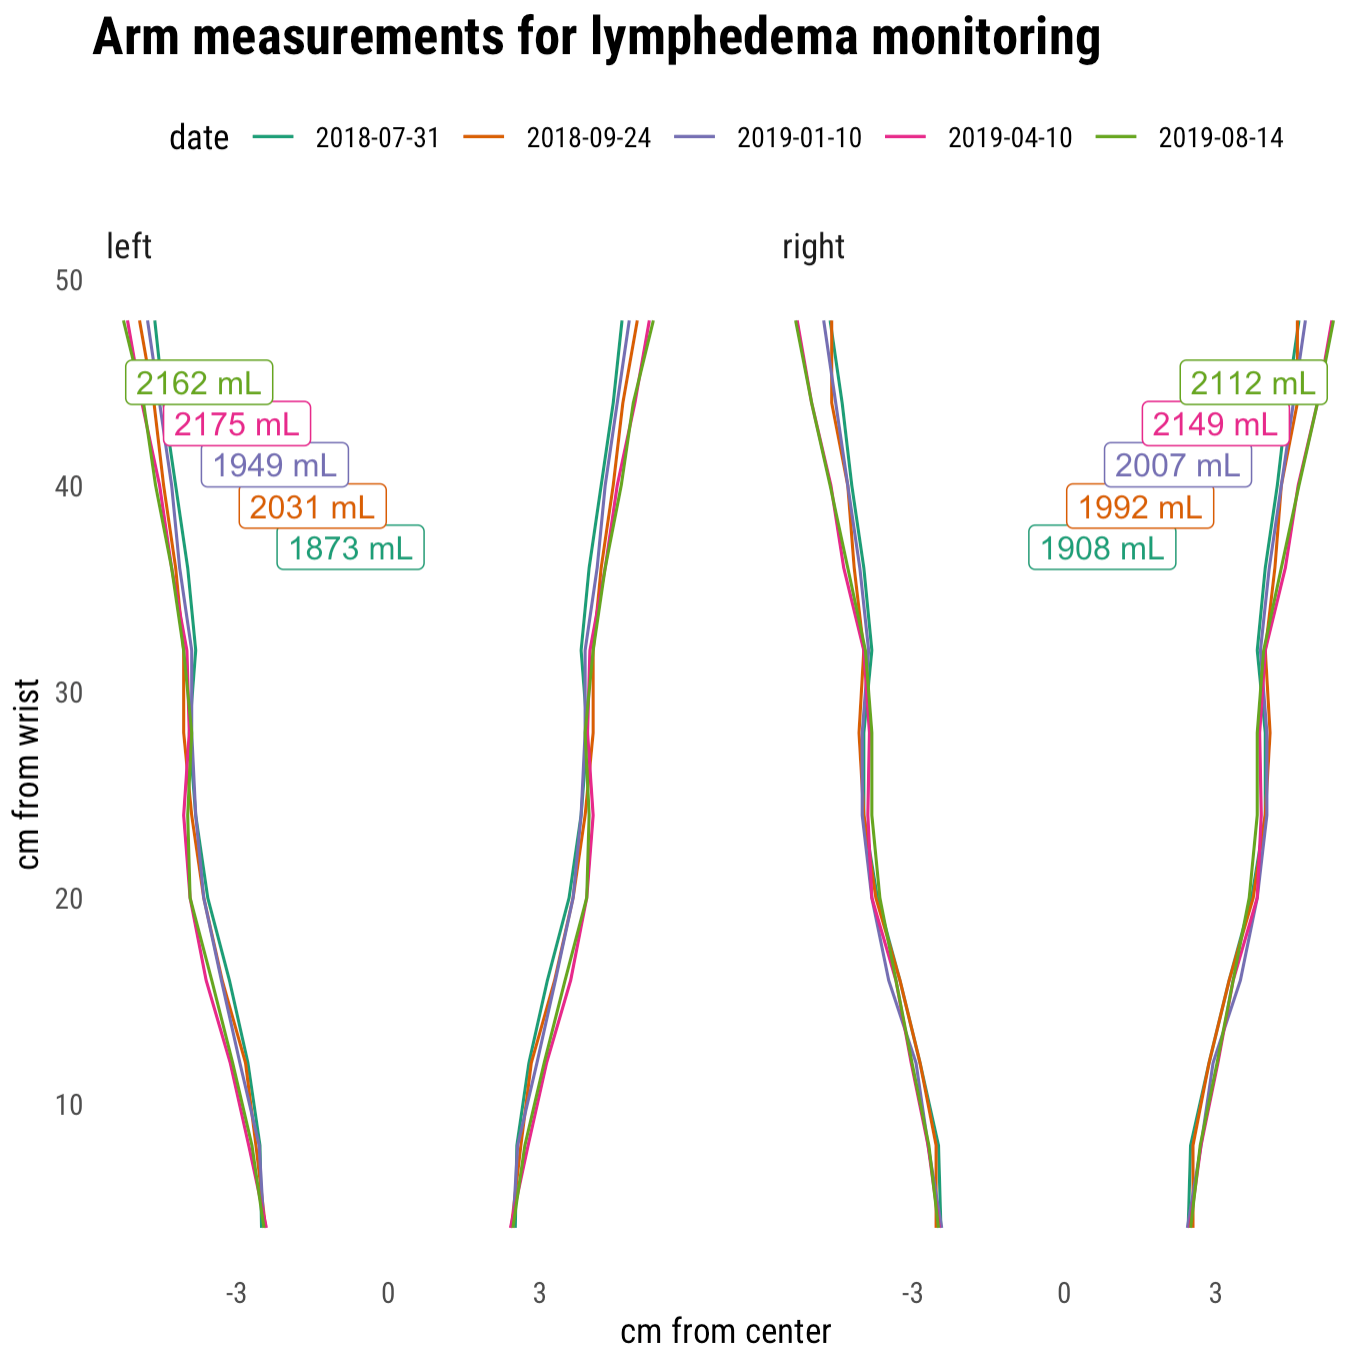 Arm measurements for lymphedema monitoring
date 2018-07-31 2018-09-24 2019-01-10 2019-04-10 2019-08-14
left right
50
2162 mL 2112 mL
2175 mL 2149 mL
1949 mL 2007 mL
40
2031 mL 1992 mL
1873 mL 1908 mL
30
cm from wrist
20
10
-3 0 3 -3 0 3
cm from center